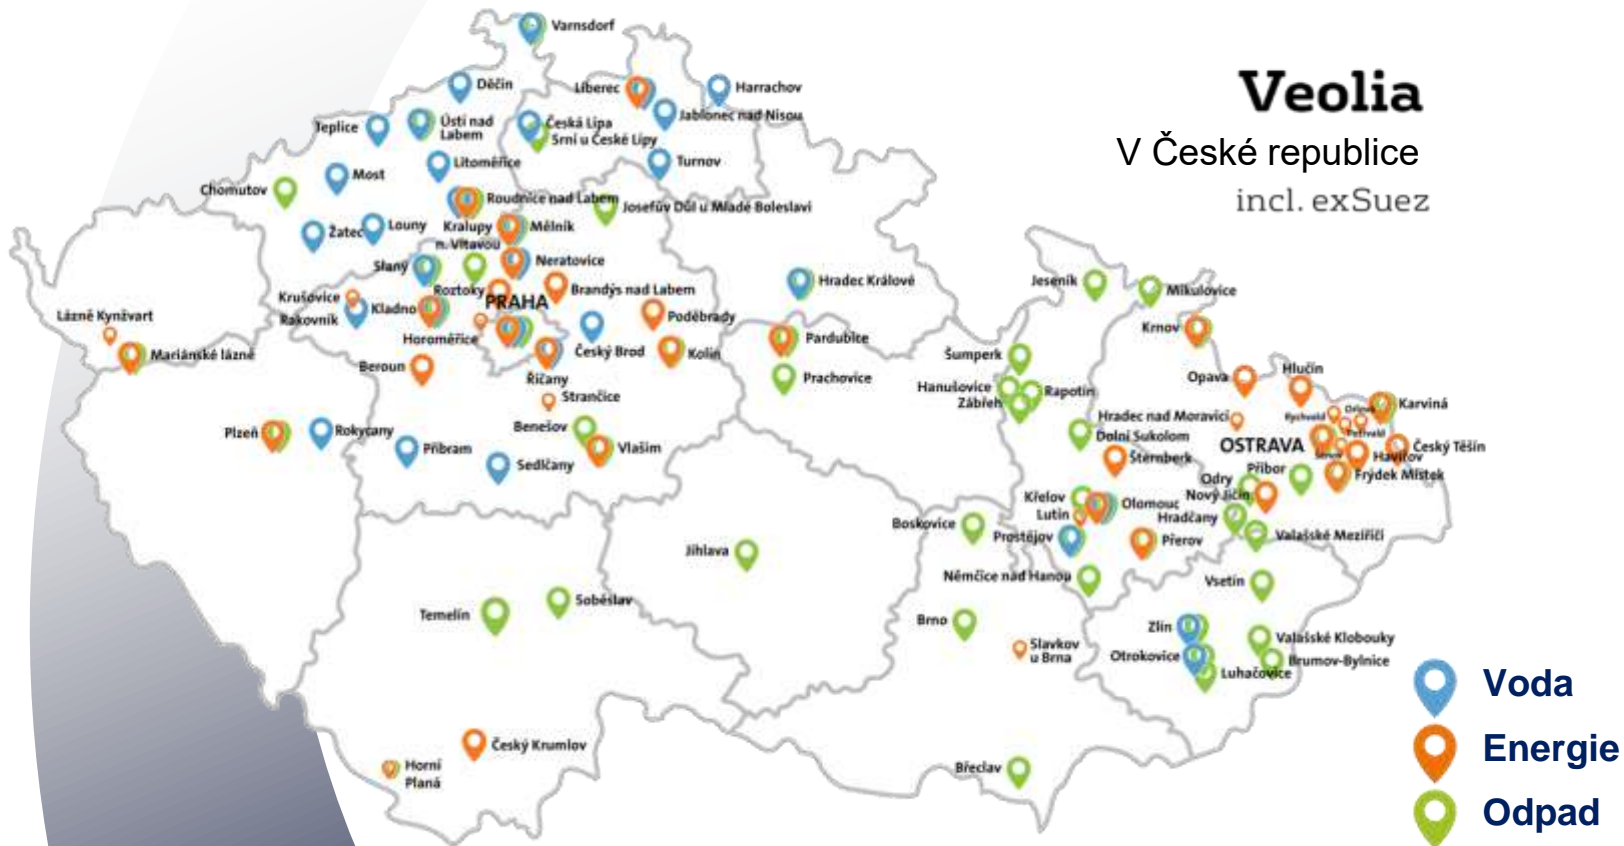 Veolia
V České republice
incl. exSuez
Varnsdorf
Děčín
Liberec
Harrachov
Jablonec nad Nisou
Teplice
Ústí nad
Labem
Česká Lípa
Srní u České Lípy
Litoměřice
Turnov
Most
Chomutov
Roudnice nad Labem
Josefův Důl u Mladé Boleslavi
Žatec
Louny
Kralupy
n. Vltavou
Mělník
Slaný
Neratovice
Roztoky
PRAHA
Brandýs nad Labem
Hradec Králové
Jeseník
Mikulovice
Krušovice
Rakovník
Kladno
Poděbrady
Lázně Kynžvart
Mariánské lázně
Horoměřice
Český Brod
Kolín
Pardubice
Krnov
Beroun
Říčany
Strančice
Prachovice
Šumperk
Hanušovice
Rapotín
Zábřeh
Opava
Hlučín
Karviná
Rychvald
Orlová
Petřvald
Hradec nad Moravicí
Dolní Sukolom
OSTRAVA
Český Těšín
Plzeň
Rokycany
Příbram
Benešov
Vlašim
Sedlčany
Šternberk
Havířov
Příbor
Frýdek Místek
Odry
Nový Jičín
Křelov
Olomouc
Hradčany
Lutín
Boskovice
Prostějov
Přerov
Valašské Meziříčí
Jihlava
Němčice nad Hanou
Vsetín
Temelín
Soběslav
Brno
Zlín
Slavkov
u Brna
Valašské Klobouky
Otrokovice
Brumov-Bylnice
Luhačovice
Český Krumlov
Horní
Planá
Břeclav
Voda
Energie
Odpad